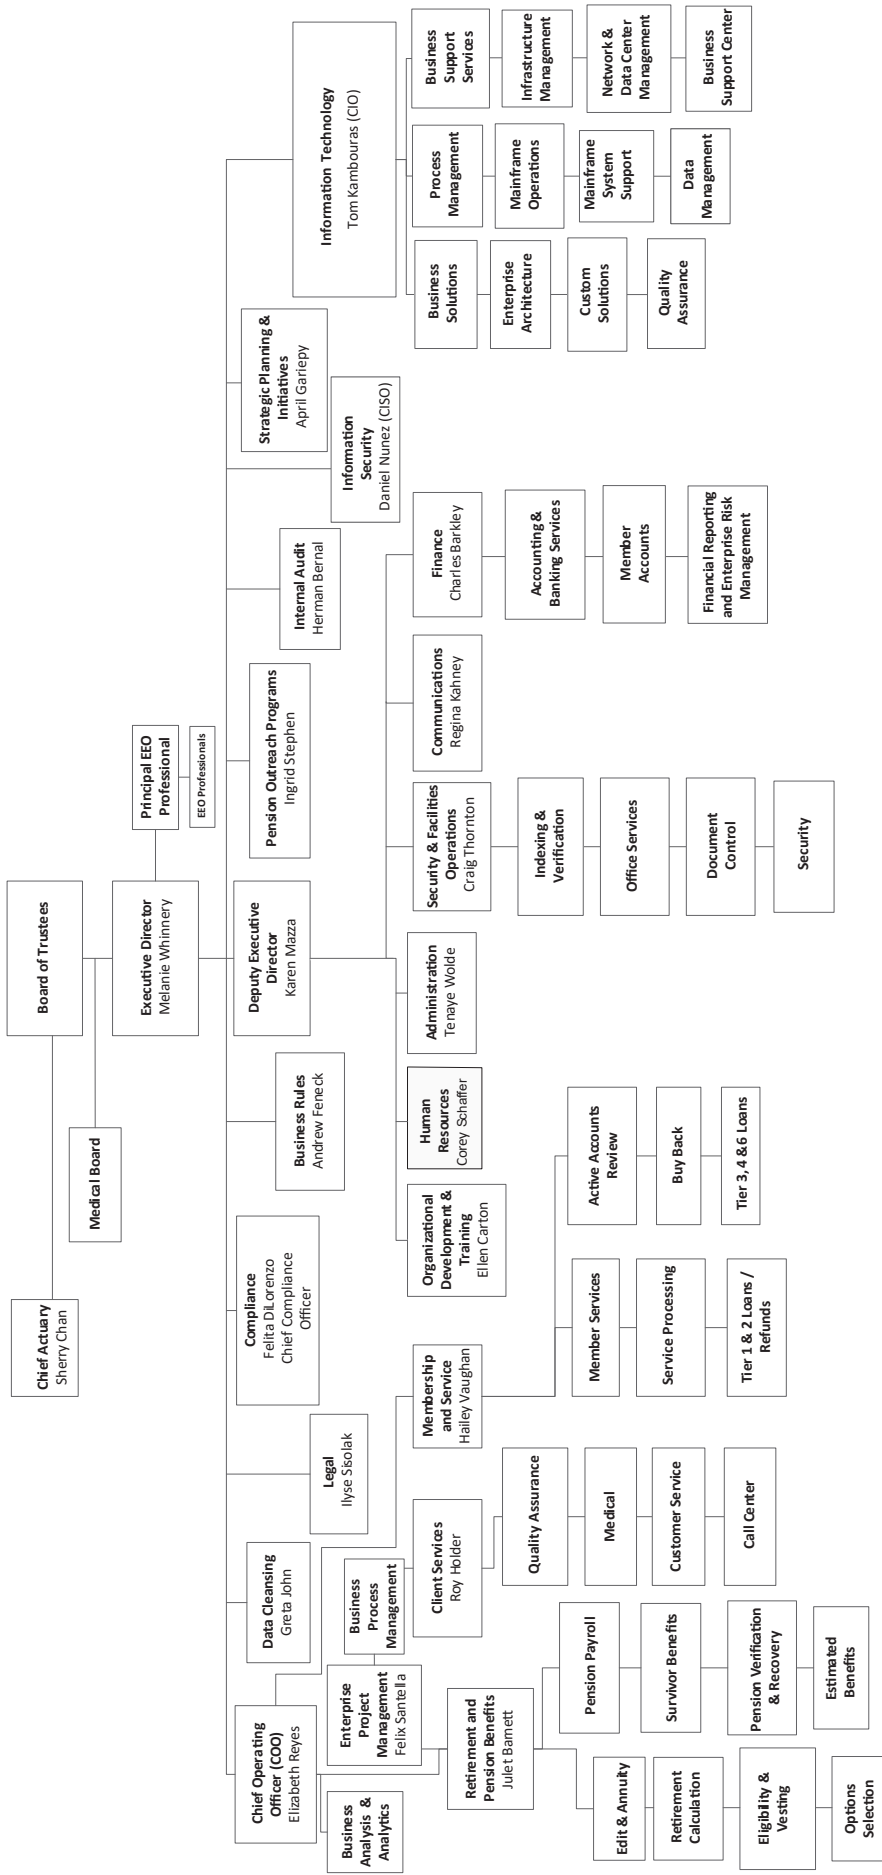 Board of Trustees
Chief Actuary
Sherry Chan
Medical Board
Executive Director
Melanie Whinnery
Principal EEO
Professional
EEO Professionals
Chief Operating
Officer (COO)
Elizabeth Reyes
Data Cleansing
Greta John
Legal
Ilyse Sisolak
Compliance
Felita DiLorenzo
Chief Compliance
Officer
Business Rules
Andrew Feneck
Deputy Executive
Director
Karen Mazza
Pension Outreach Programs
Ingrid Stephen
Internal Audit
Herman Bernal
Information
Security
Daniel Nunez (CISO)
Strategic Planning &
Initiatives
April Gariepy
Information Technology
Tom Kambouras (CIO)
Business
Analysis &
Analytics
Enterprise
Project
Management
Felix Santella
Business
Process
Management
Retirement and
Pension Benefits
Julet Barnett
Client Services
Roy Holder
Membership
and Service
Hailey Vaughan
Organizational
Development &
Training
Ellen Carton
Human
Resources
Corey Schaffer
Administration
Tenaye Wolde
Security & Facilities
Operations
Craig Thornton
Communications
Regina Kahney
Finance
Charles Barkley
Business
Solutions
Process
Management
Business
Support
Services
Edit & Annuity
Retirement
Calculation
Eligibility &
Vesting
Options
Selection
Pension Payroll
Survivor Benefits
Pension Verification
& Recovery
Estimated
Benefits
Quality Assurance
Medical
Customer Service
Call Center
Member Services
Service Processing
Tier 1 & 2 Loans /
Refunds
Active Accounts
Review
Buy Back
Tier 3, 4 &6 Loans
Indexing &
Verification
Office Services
Document
Control
Security
Accounting &
Banking Services
Member
Accounts
Financial Reporting
and Enterprise Risk
Management
Enterprise
Architecture
Custom
Solutions
Quality
Assurance
Mainframe
Operations
Mainframe
System
Support
Data
Management
Infrastructure
Management
Network &
Data Center
Management
Business
Support Center